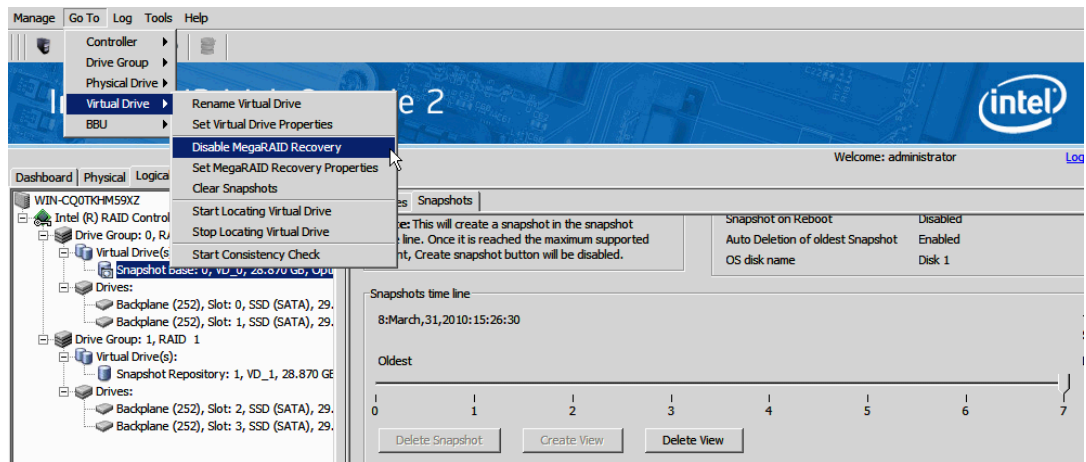 Manage Go To Log Tools Help
Controller
Drive Group
Physical Drive
Virtual Drive
BBU
Rename Virtual Drive
Set Virtual Drive Properties
Disable MegaRAID Recovery
Set MegaRAID Recovery Properties
Clear Snapshots
Start Locating Virtual Drive
Stop Locating Virtual Drive
Start Consistency Check
e 2
intel
Welcome: administrator
Log
Dashboard Physical Logica
WIN-CQ0TKHM59XZ
Intel (R) RAID Control
Drive Group: 0, RA
Virtual Drive(s
Snapshot Base: 0, VD_0, 28.870 GB, Opti
Drives:
Backplane (252), Slot: 0, SSD (SATA), 29.
Backplane (252), Slot: 1, SSD (SATA), 29.
Drive Group: 1, RAID 1
Virtual Drive(s):
Snapshot Repository: 1, VD_1, 28.870 GB
Drives:
Backplane (252), Slot: 2, SSD (SATA), 29.
Backplane (252), Slot: 3, SSD (SATA), 29.
es Snapshots
te: This will create a snapshot in the snapshot
line. Once it is reached the maximum supported
nt, Create snapshot button will be disabled.
Snapshot on Reboot Disabled
Auto Deletion of oldest Snapshot Enabled
OS disk name Disk 1
Snapshots time line
8:March,31,2010:15:26:30
Oldest
0 1 2 3 4 5 6 7
Delete Snapshot Create View Delete View